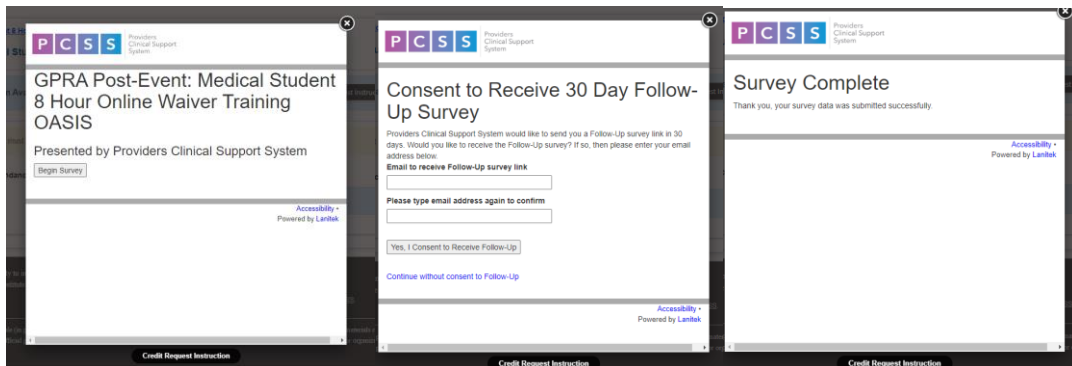 PCSS Providers
Clinical Support
System
GPRA Post-Event: Medical Student
8 Hour Online Waiver Training
OASIS
Presented by Providers Clinical Support System
Begin Survey
Accessibility •
Powered by Lanitek
Credit Request Instruction
PCSS Providers
Clinical Support
System
Consent to Receive 30 Day Follow-
Up Survey
Providers Clinical Support System would like to send you a Follow-Up survey link in 30
days. Would you like to receive the Follow-Up survey? If so, then please enter your email
address below.
Email to receive Follow-Up survey link
Please type email address again to confirm
Yes, I Consent to Receive Follow-Up
Continue without consent to Follow-Up
Accessibility •
Powered by Lanitek
Credit Request Instruction
PCSS Providers
Clinical Support
System
Survey Complete
Thank you, your survey data was submitted successfully.
Accessibility •
Powered by Lanitek
Credit Request Instruction